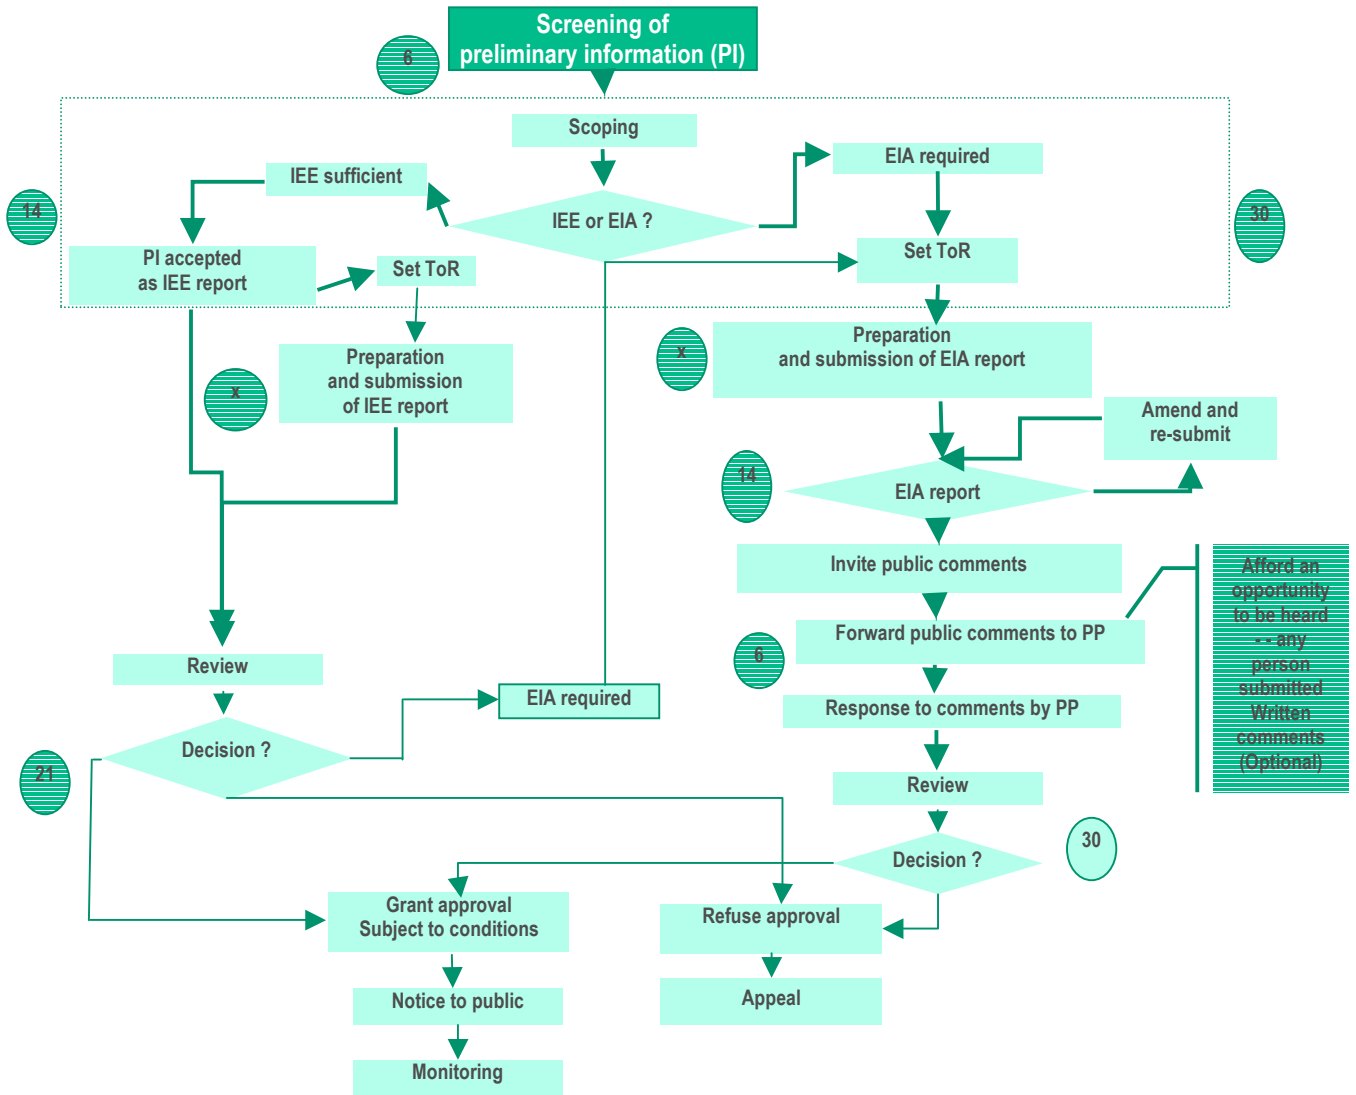 Screening of
preliminary information (PI)
6
Scoping
EIA required
IEE sufficient
14
IEE or EIA ?
30
PI accepted
as IEE report
Set ToR
Set ToR
Preparation
and submission of EIA report
x
Preparation
and submission
of IEE report
x
Amend and
re-submit
14
EIA report
Invite public comments
Afford an
opportunity
to be heard
- - any
person
submitted
Written
comments
(Optional)
Forward public comments to PP
6
Review
EIA required
Response to comments by PP
Decision ?
21
Review
Decision ?
30
Grant approval
Subject to conditions
Refuse approval
Notice to public
Appeal
Monitoring